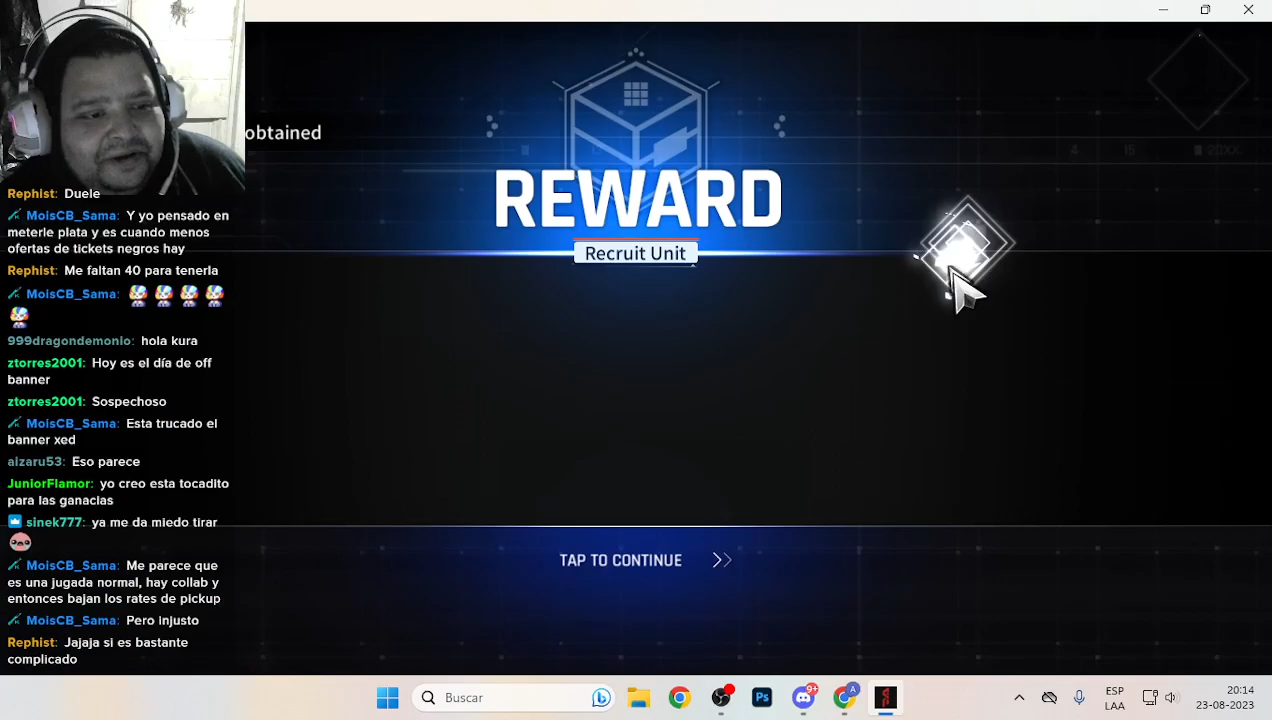 obtained
REWARD
Recruit Unit
TAP TO CONTINUE
4 15 20XX.
Rephist: Duele
MoisCB_Sama: Y yo pensado en
meterle plata y es cuando menos
ofertas de tickets negros hay
Rephist: Me faltan 40 para tenerla
MoisCB_Sama:
999dragondemonio: hola kura
ztorres2001: Hoy es el día de off
banner
ztorres2001: Sospechoso
MoisCB_Sama: Esta trucado el
banner xed
aizaru53: Eso parece
JuniorFlamor: yo creo esta tocadito
para las ganacias
sinek777: ya me da miedo tirar
MoisCB_Sama: Me parece que
es una jugada normal, hay collab y
entonces bajan los rates de pickup
MoisCB_Sama: Pero injusto
Rephist: Jajaja si es bastante
complicado
Buscar
Ps
9+
A
ESP
LAA
20:14
23-08-2023